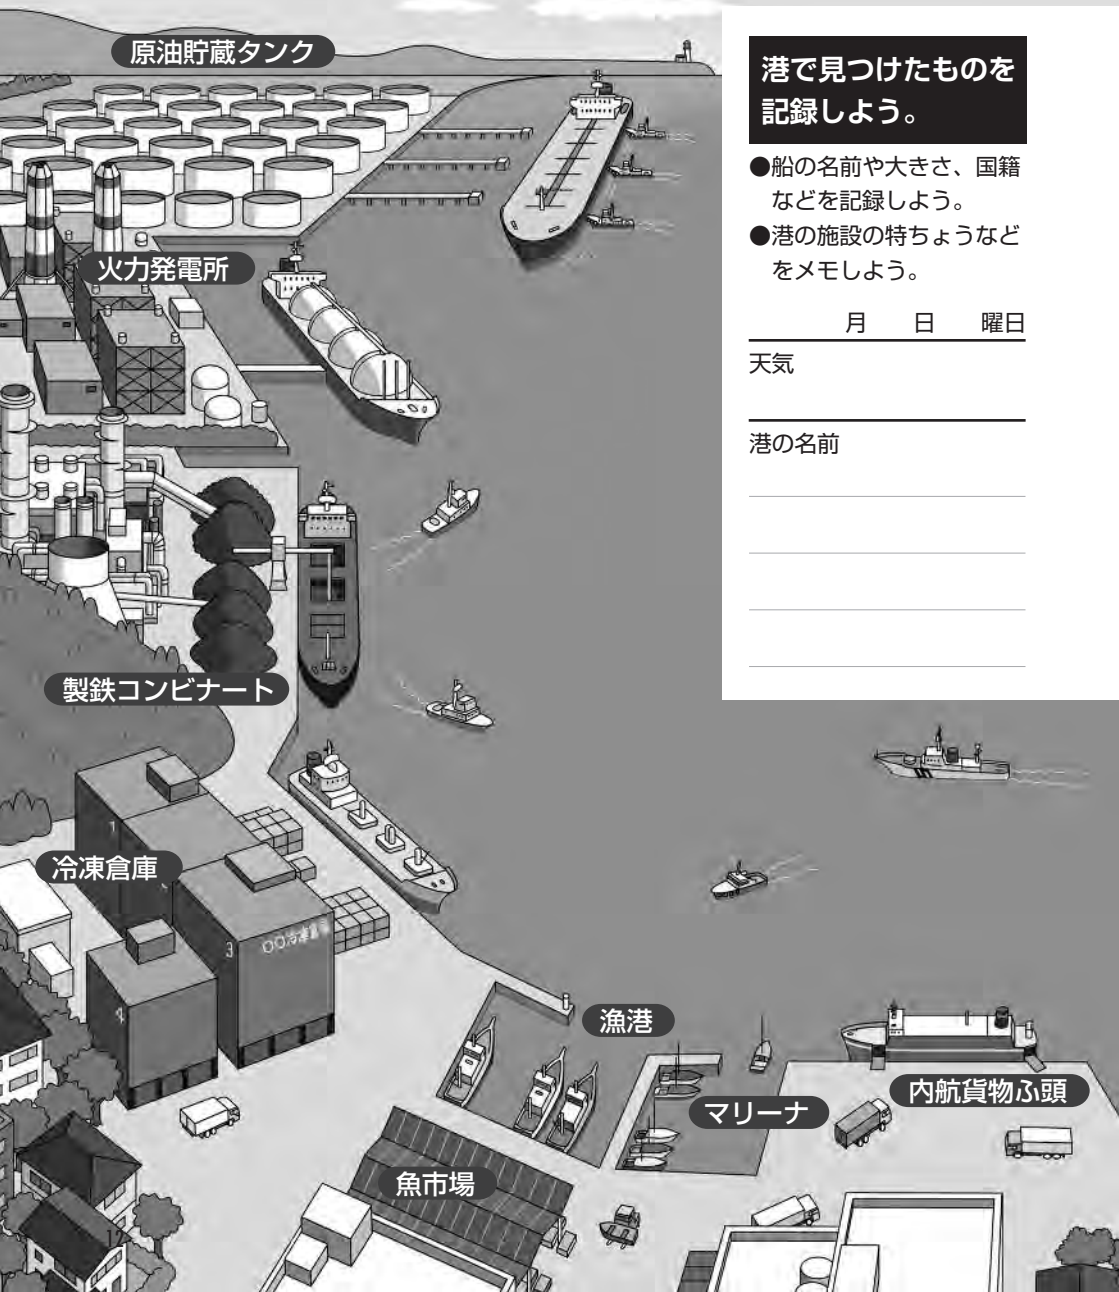 原油貯蔵タンク
火力発電所
製鉄コンビナート
冷凍倉庫
1
3
4
漁港
マリーナ
内航貨物ふ頭
魚市場
港で見つけたものを
記録しよう。
●船の名前や大きさ、国籍
などを記録しよう。
●港の施設の特ちょうなど
をメモしよう。
月 日 曜日
天気
港の名前